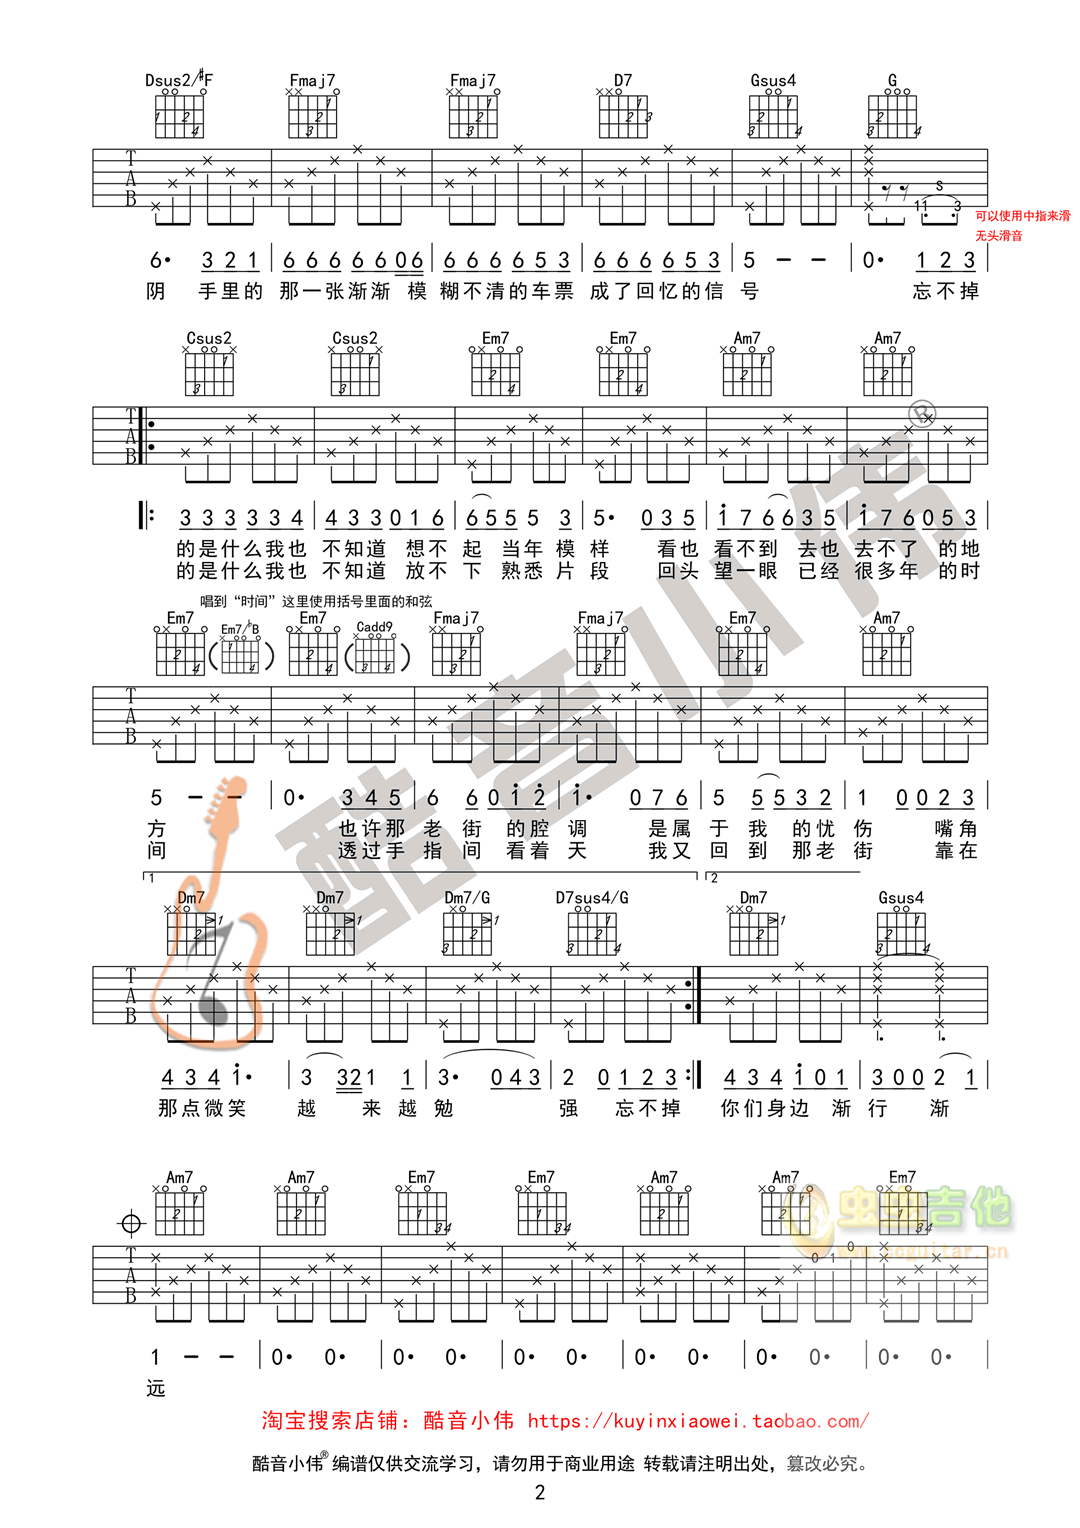 Dsus2/#F Fmaj7 Fmaj7 D7 Gsus4 G
T A B
11 3 s
可以使用中指来滑
无头滑音
6· 3 2 1 | 6 6 6 6 0 6 | 6 6 6 6 5 3 | 6 6 6 6 5 3 | 5 － － | 0· 1 2 3
阴 手里的 那一张渐渐 模 糊不清的车票 成了回忆的信 号 忘不掉
Csus2 Csus2 Em7 Em7 Am7 Am7
T A B
3 3 3 3 3 4 | 4 3 3 0 1 6 | 6 5 5 5 3 | 5· 0 3 5 | 1 7 6 6 3 5 | 1 7 6 0 5 3
的是什么我也 不知道 想不 起 当年模 样 看也 看不到 去也 去不了 的地
的是什么我也 不知道 放不 下 熟悉片 段 回头 望一眼 已经 很多年 的时
唱到“时间”这里使用括号里面的和弦
Em7 (Em7/♭B) Em7 (Cadd9) Fmaj7 Fmaj7 Em7 Am7
T A B
5 － － | 0· 3 4 5 | 6 6 0 1 2 | 1· 0 7 6 | 5 5 5 3 2 | 1 0 0 2 3
方 也许那 老街 的腔 调 是属 于 我 的忧 伤 嘴角
间 透过手 指间 看着 天 我又 回 到 那老 街 靠在
1 2
Dm7 Dm7 Dm7/G D7sus4/G Dm7 Gsus4
T A B
4 3 4 1· | 3 3 2 1 1 | 3· 0 4 3 | 2 0 1 2 3 :| 4 3 4 1 0 1 | 3 0 0 2 1
那点微笑 越 来 越 勉 强 忘不掉 你们身边 渐 行 渐
Am7 Am7 Em7 Em7 Am7 Am7 Em7
虫虫吉他
www.ccguitar.cn
T A B
0 1 0
1 － － | 0· 0· | 0· 0· | 0· 0· | 0· 0· | 0· 0· | 0· 0·
远
酷音小伟®
淘宝搜索店铺：酷音小伟 https://kuyinxiaowei.taobao.com/
酷音小伟® 编谱仅供交流学习，请勿用于商业用途 转载请注明出处，篡改必究。
2